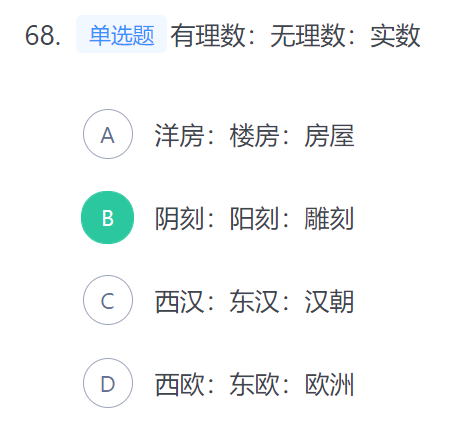 68. 单选题 有理数：无理数：实数
A 洋房：楼房：房屋
B 阴刻：阳刻：雕刻
C 西汉：东汉：汉朝
D 西欧：东欧：欧洲